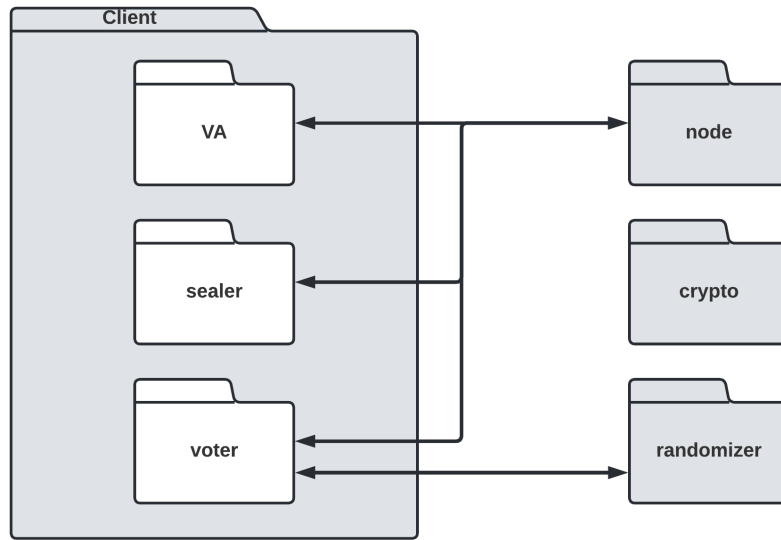 Client
VA
node
sealer
crypto
voter
randomizer